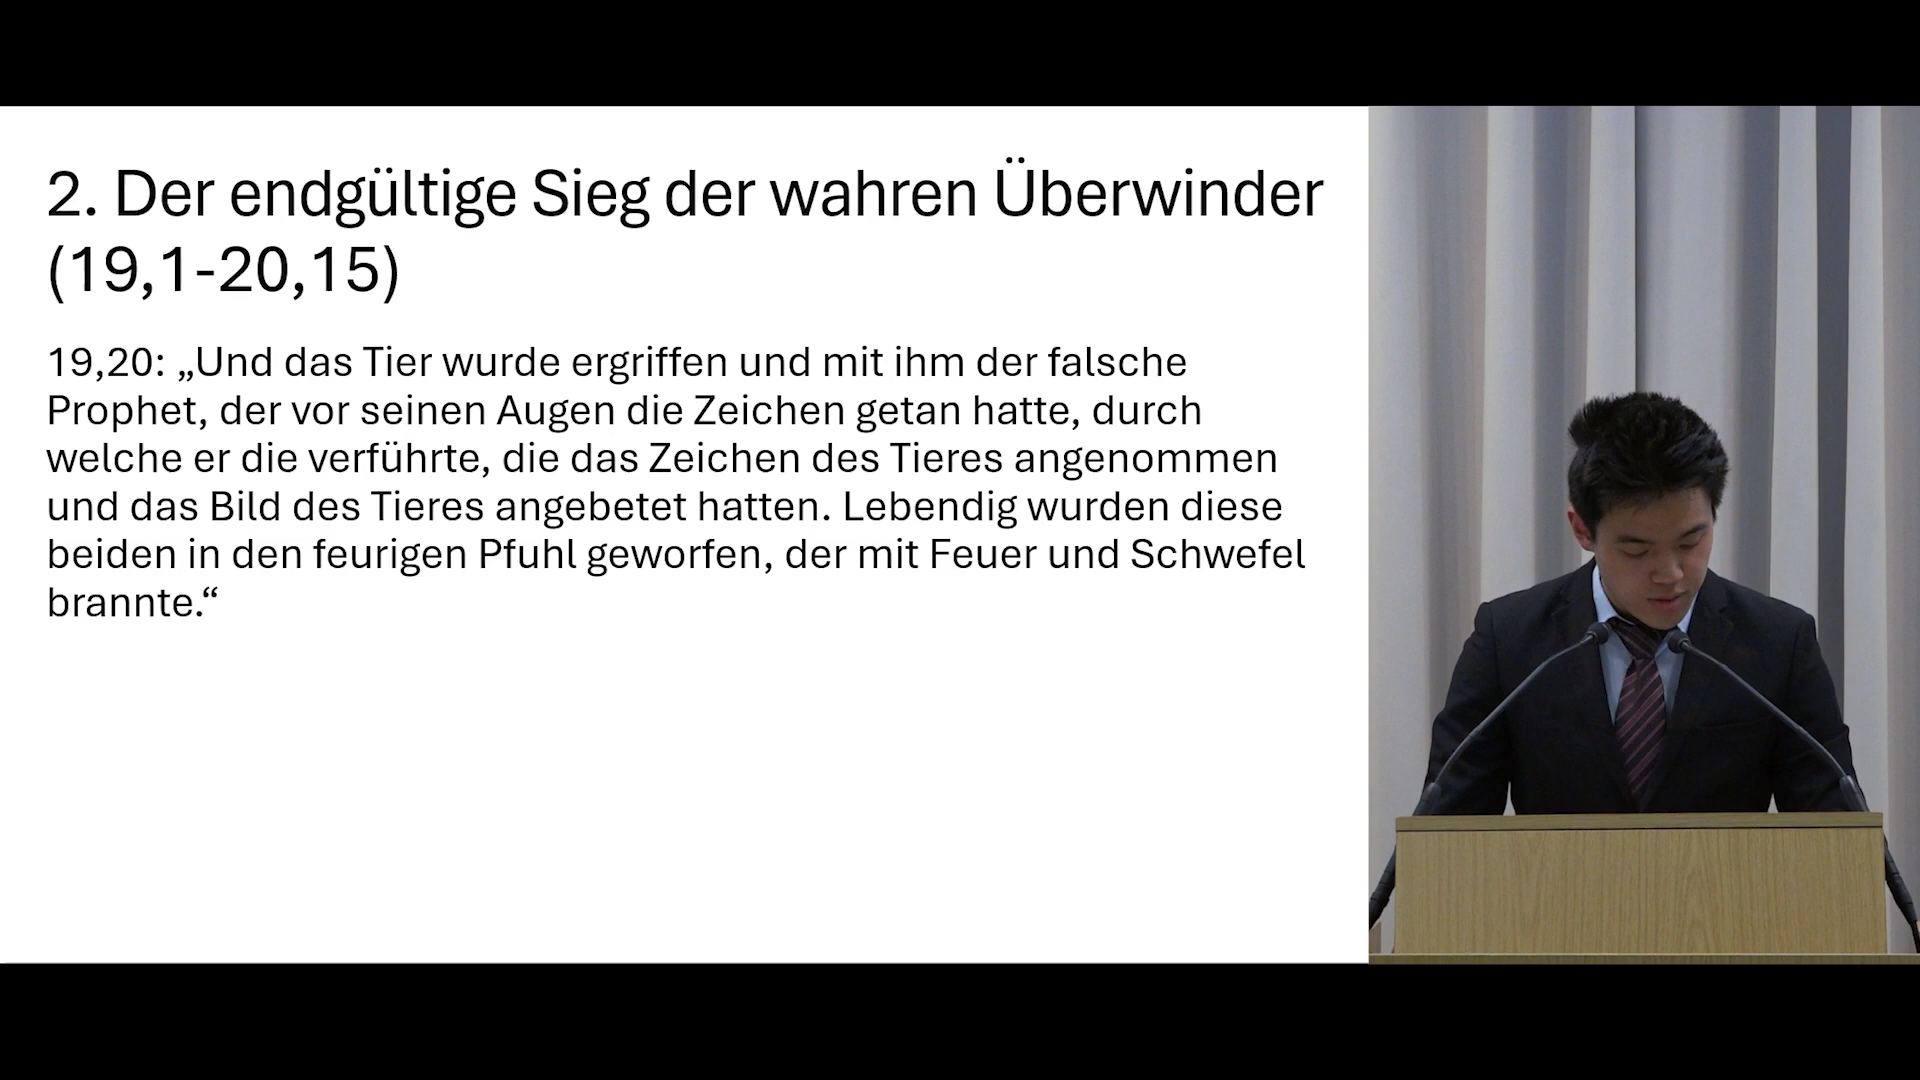 2. Der endgültige Sieg der wahren Überwinder
(19,1-20,15)
19,20: „Und das Tier wurde ergriffen und mit ihm der falsche
Prophet, der vor seinen Augen die Zeichen getan hatte, durch
welche er die verführte, die das Zeichen des Tieres angenommen
und das Bild des Tieres angebetet hatten. Lebendig wurden diese
beiden in den feurigen Pfuhl geworfen, der mit Feuer und Schwefel
brannte.“